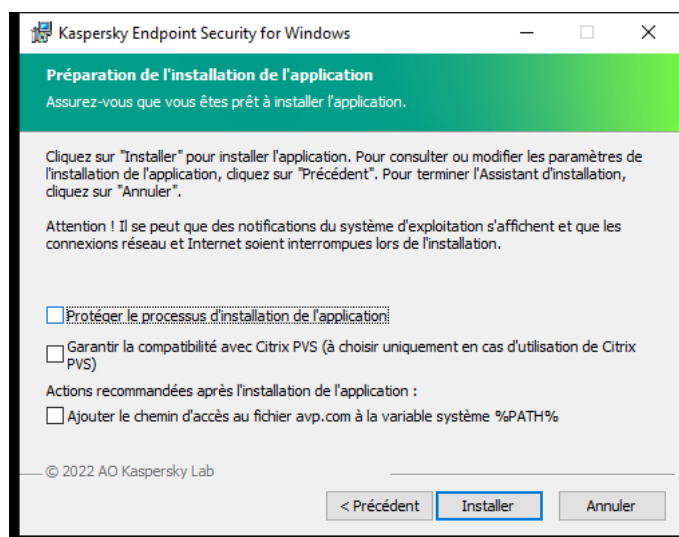 Kaspersky Endpoint Security for Windows
Préparation de l'installation de l'application
Assurez-vous que vous êtes prêt à installer l'application.
Cliquez sur "Installer" pour installer l'application. Pour consulter ou modifier les paramètres de
l'installation de l'application, cliquez sur "Précédent". Pour terminer l'Assistant d'installation,
cliquez sur "Annuler".
Attention ! Il se peut que des notifications du système d'exploitation s'affichent et que les
connexions réseau et Internet soient interrompues lors de l'installation.
Protéger le processus d'installation de l'application
Garantir la compatibilité avec Citrix PVS (à choisir uniquement en cas d'utilisation de Citrix
PVS)
Actions recommandées après l'installation de l'application :
Ajouter le chemin d'accès au fichier avp.com à la variable système %PATH%
© 2022 AO Kaspersky Lab
< Précédent Installer Annuler